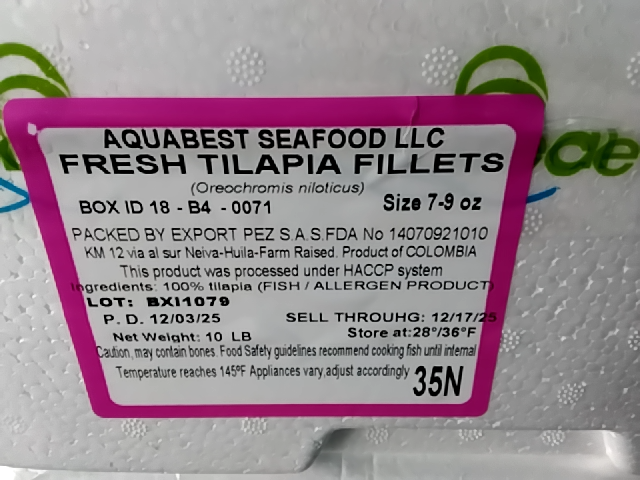 AQUABEST SEAFOOD LLC
FRESH TILAPIA FILLETS
(Oreochromis niloticus)
BOX ID 18 - B4 - 0071 Size 7-9 oz
PACKED BY EXPORT PEZ S.A.S.FDA No 14070921010
KM 12 via al sur Neiva-Huila-Farm Raised. Product of COLOMBIA
This product was processed under HACCP system
Ingredients: 100% tilapia (FISH / ALLERGEN PRODUCT)
LOT: BXI1079
P. D. 12/03/25 SELL THROUHG: 12/17/25
Net Weight: 10 LB Store at:28°/36°F
Caution, may contain bones. Food Safety guidelines recommend cooking fish until internal
Temperature reaches 145ºF Appliances vary,adjust accordingly 35N